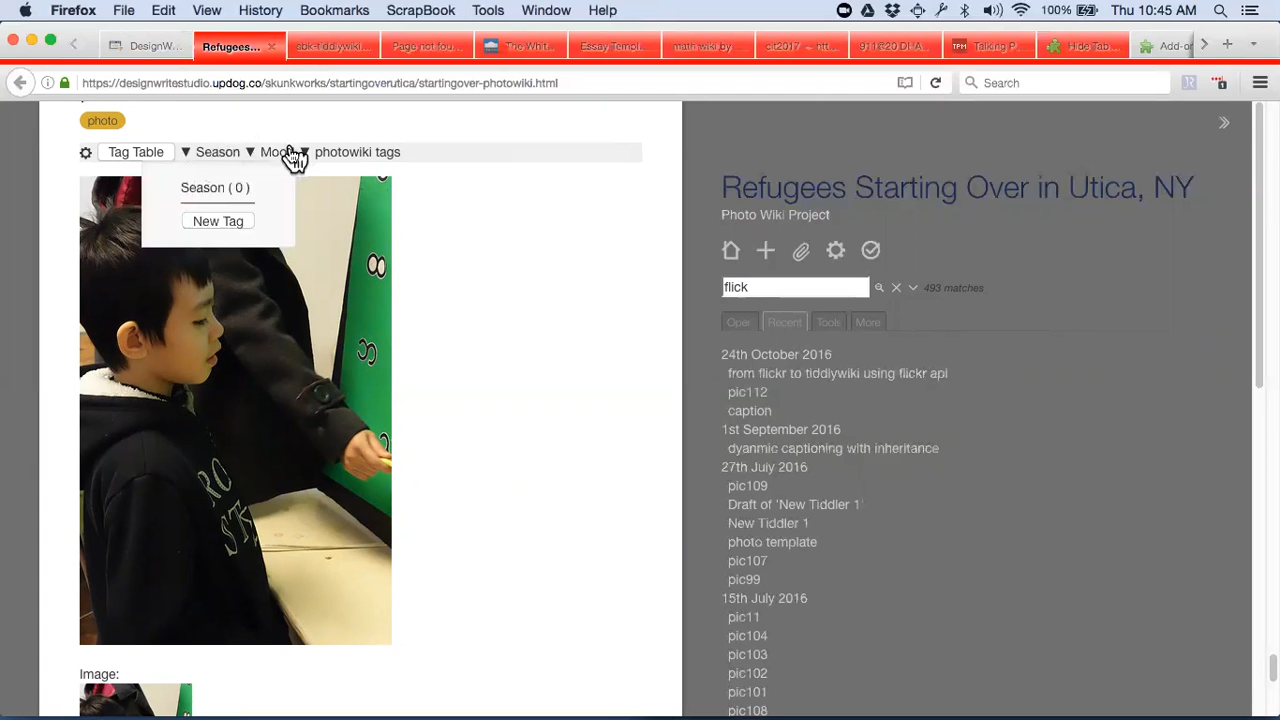 Firefox File Edit View History Bookmarks ScrapBook Tools Window Help 100% Thu 10:45 AM
DesignW... Refugees... sbk-tiddlywiki... Page not fou... The Whit... Essay Templ... math wiki by ... Talking P... Hide Tab... Add-or
https://designwritestudio.updog.co/skunkworks/startingoverutica/startingover-photowiki.html Search
photo
Tag Table ▼ Season ▼ ▼ photowiki tags
Season ( 0 )
New Tag
Refugees Starting Over in Utica, NY
Photo Wiki Project
flick 493 matches
Open Recent Tools More
24th October 2016
from flickr to tiddlywiki using flickr api
pic112
caption
1st September 2016
dyanmic captioning with inheritance
27th July 2016
pic109
Draft of 'New Tiddler 1'
New Tiddler 1
photo template
pic107
pic99
15th July 2016
pic11
pic104
pic103
pic102
pic101
pic108
8
Image: